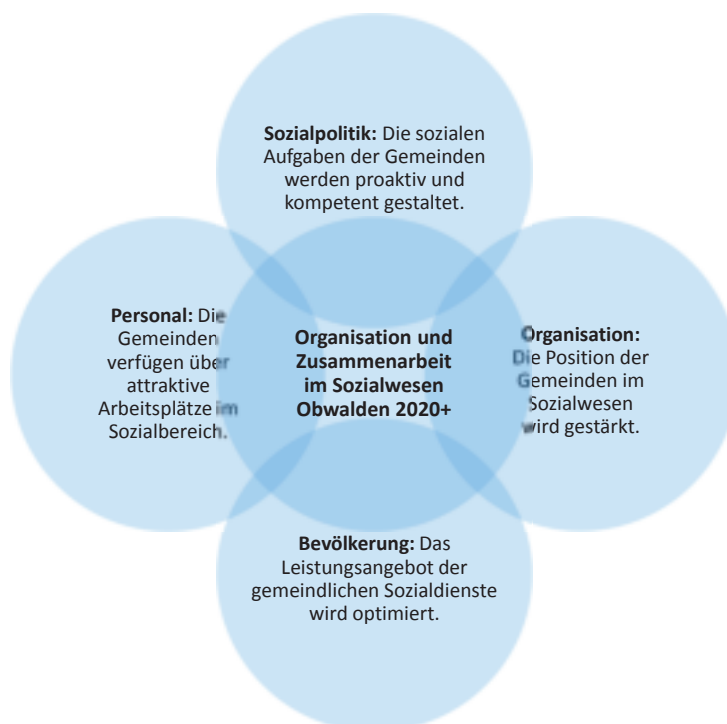 Sozialpolitik: Die sozialen
Aufgaben der Gemeinden
werden proaktiv und
kompetent gestaltet.
Personal: Die
Gemeinden
verfügen über
attraktive
Arbeitsplätze im
Sozialbereich.
Organisation und
Zusammenarbeit
im Sozialwesen
Obwalden 2020+
Organisation:
Die Position der
Gemeinden im
Sozialwesen
wird gestärkt.
Bevölkerung: Das
Leistungsangebot der
gemeindlichen Sozialdienste
wird optimiert.